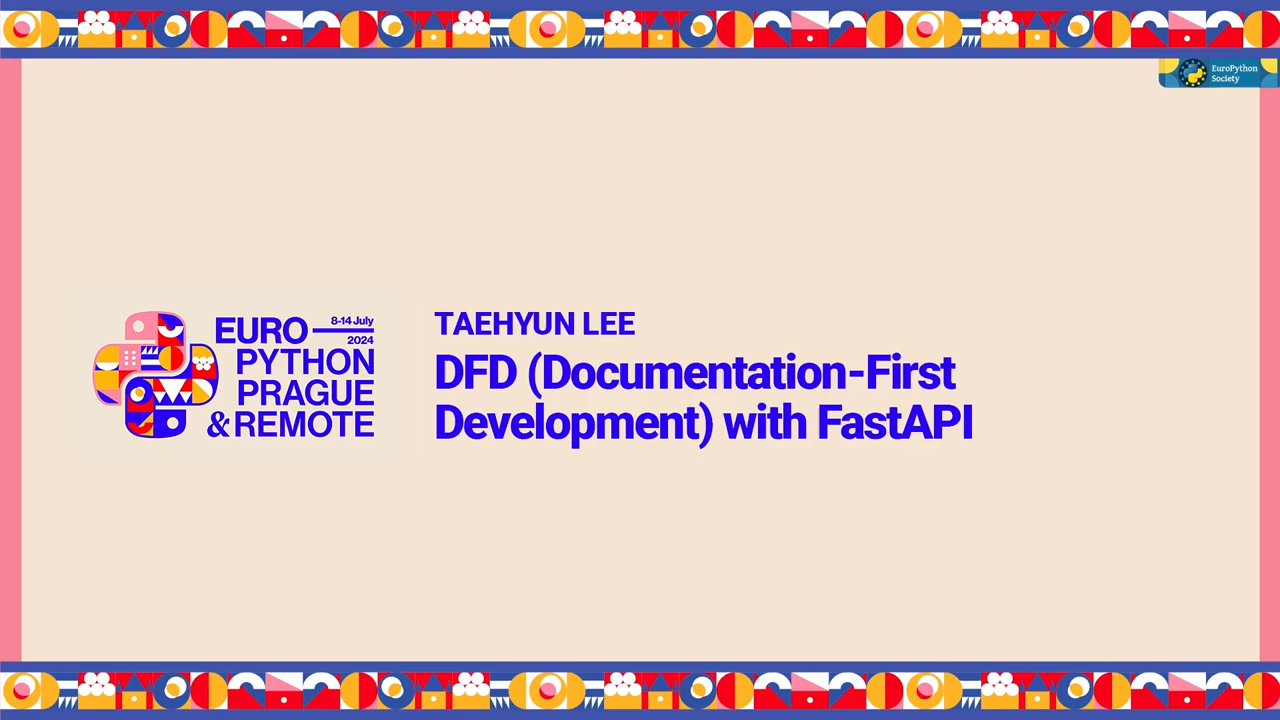 EuroPython
Society
EURO
8-14 July
2024
PYTHON
PRAGUE
& REMOTE
TAEHYUN LEE
DFD (Documentation-First
Development) with FastAPI